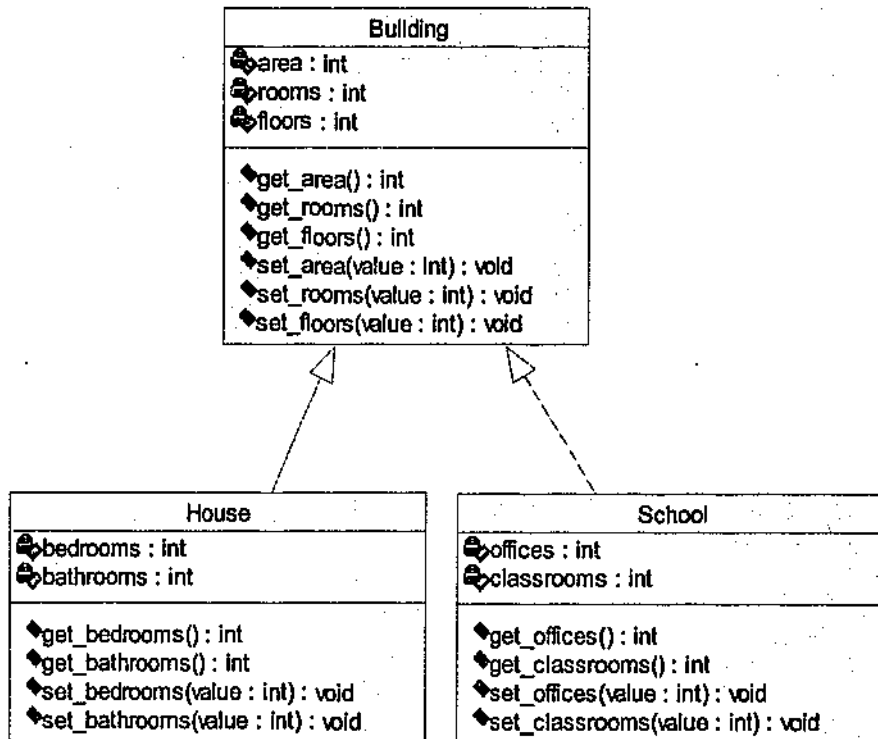 Building
area : int
rooms : int
floors : int
get_area() : int
get_rooms() : int
get_floors() : int
set_area(value : int) : void
set_rooms(value : int) : void
set_floors(value : int) : void
House
bedrooms : int
bathrooms : int
get_bedrooms() : int
get_bathrooms() : int
set_bedrooms(value : int) : void
set_bathrooms(value : int) : void
School
offices : int
classrooms : int
get_offices() : int
get_classrooms() : int
set_offices(value : int) : void
set_classrooms(value : int) : void